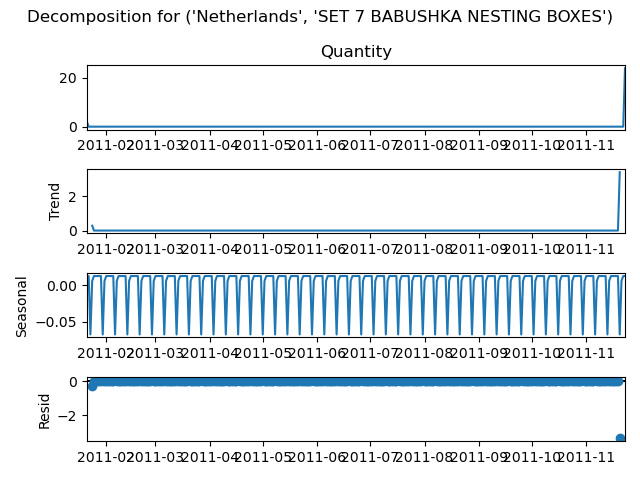 Decomposition for ('Netherlands', 'SET 7 BABUSHKA NESTING BOXES')
Quantity
20
0
2011-02 2011-03 2011-04 2011-05 2011-06 2011-07 2011-08 2011-09 2011-10 2011-11
Trend
2
0
2011-02 2011-03 2011-04 2011-05 2011-06 2011-07 2011-08 2011-09 2011-10 2011-11
Seasonal
0.00
−0.05
2011-02 2011-03 2011-04 2011-05 2011-06 2011-07 2011-08 2011-09 2011-10 2011-11
Resid
0
−2
2011-02 2011-03 2011-04 2011-05 2011-06 2011-07 2011-08 2011-09 2011-10 2011-11